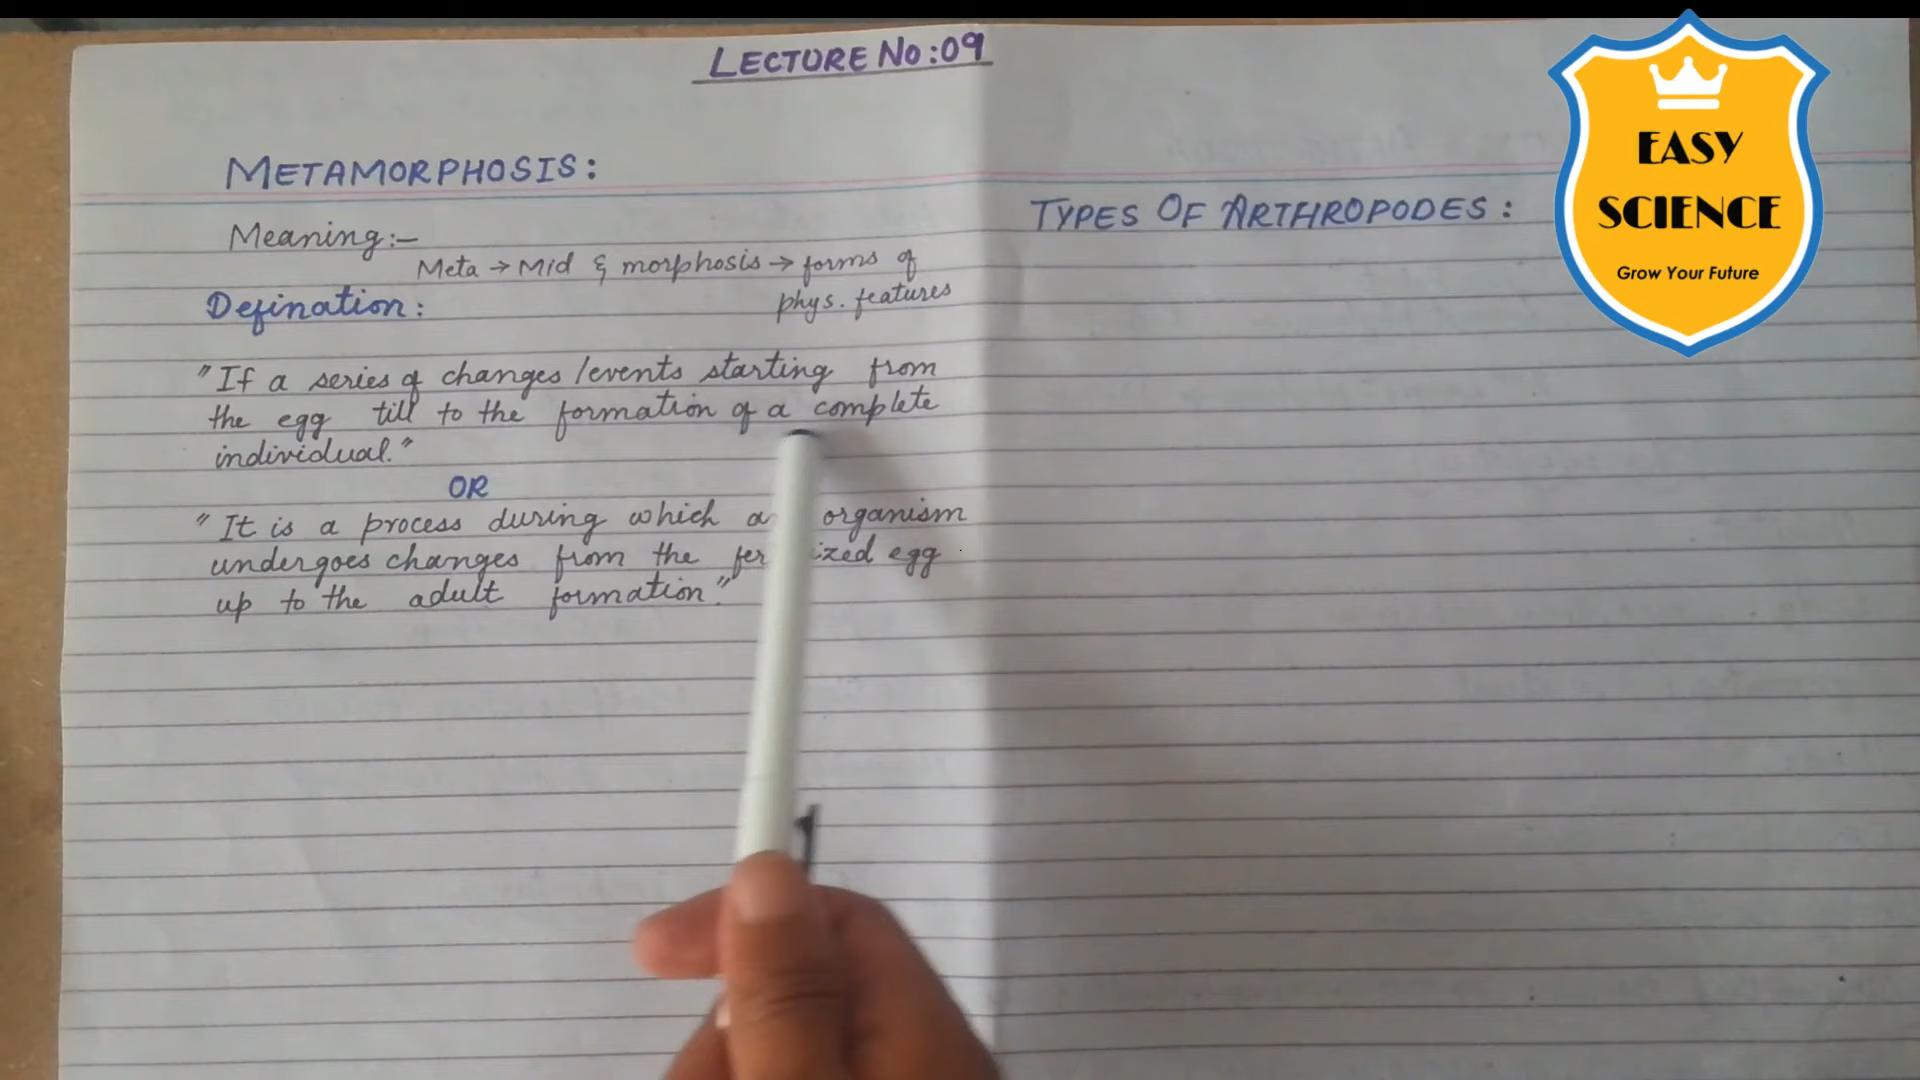 LECTURE No:09
METAMORPHOSIS:
Meaning:-
Meta → Mid & morphosis → forms of
phys. features
Defination:
"If a series of changes /events starting from
the egg till to the formation of a complete
individual."
OR
"It is a process during which a organism
undergoes changes from the egg
up to the adult formation."
TYPES OF ARTHROPODES:
EASY
SCIENCE
Grow Your Future